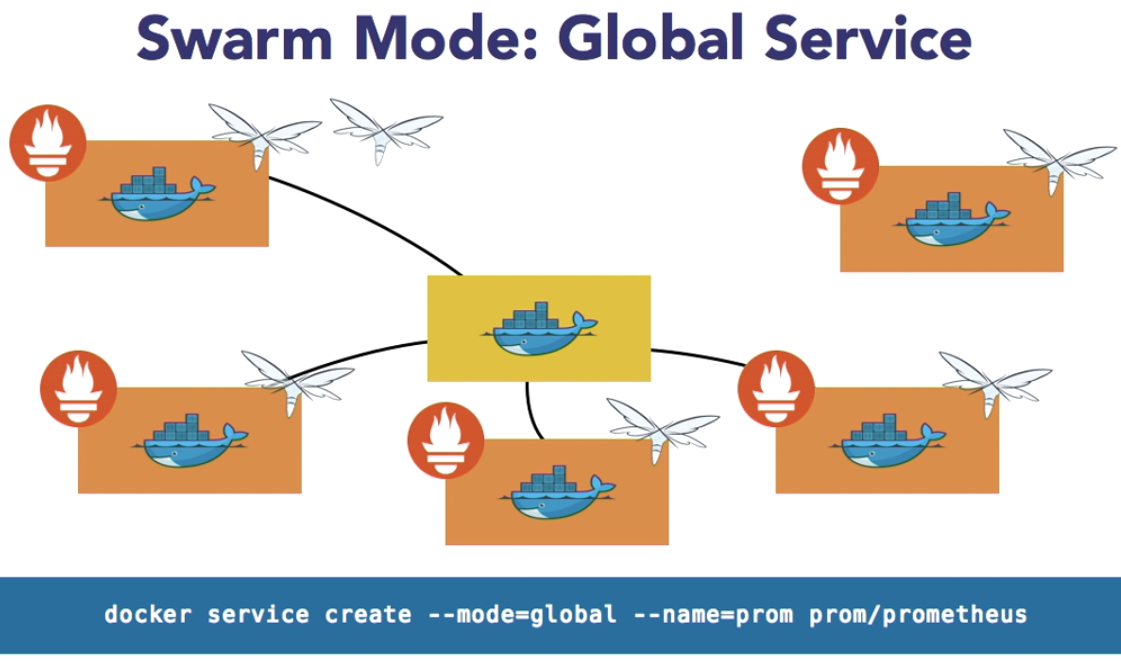 Swarm Mode: Global Service
docker service create --mode=global --name=prom prom/prometheus